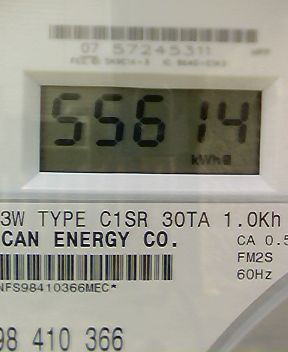 07 57245311
55614
kWh
3W TYPE C1SR 30TA 1.0Kh
CAN ENERGY CO.
CA 0.5
FM2S
60Hz
NFS98410366MEC*
98 410 366